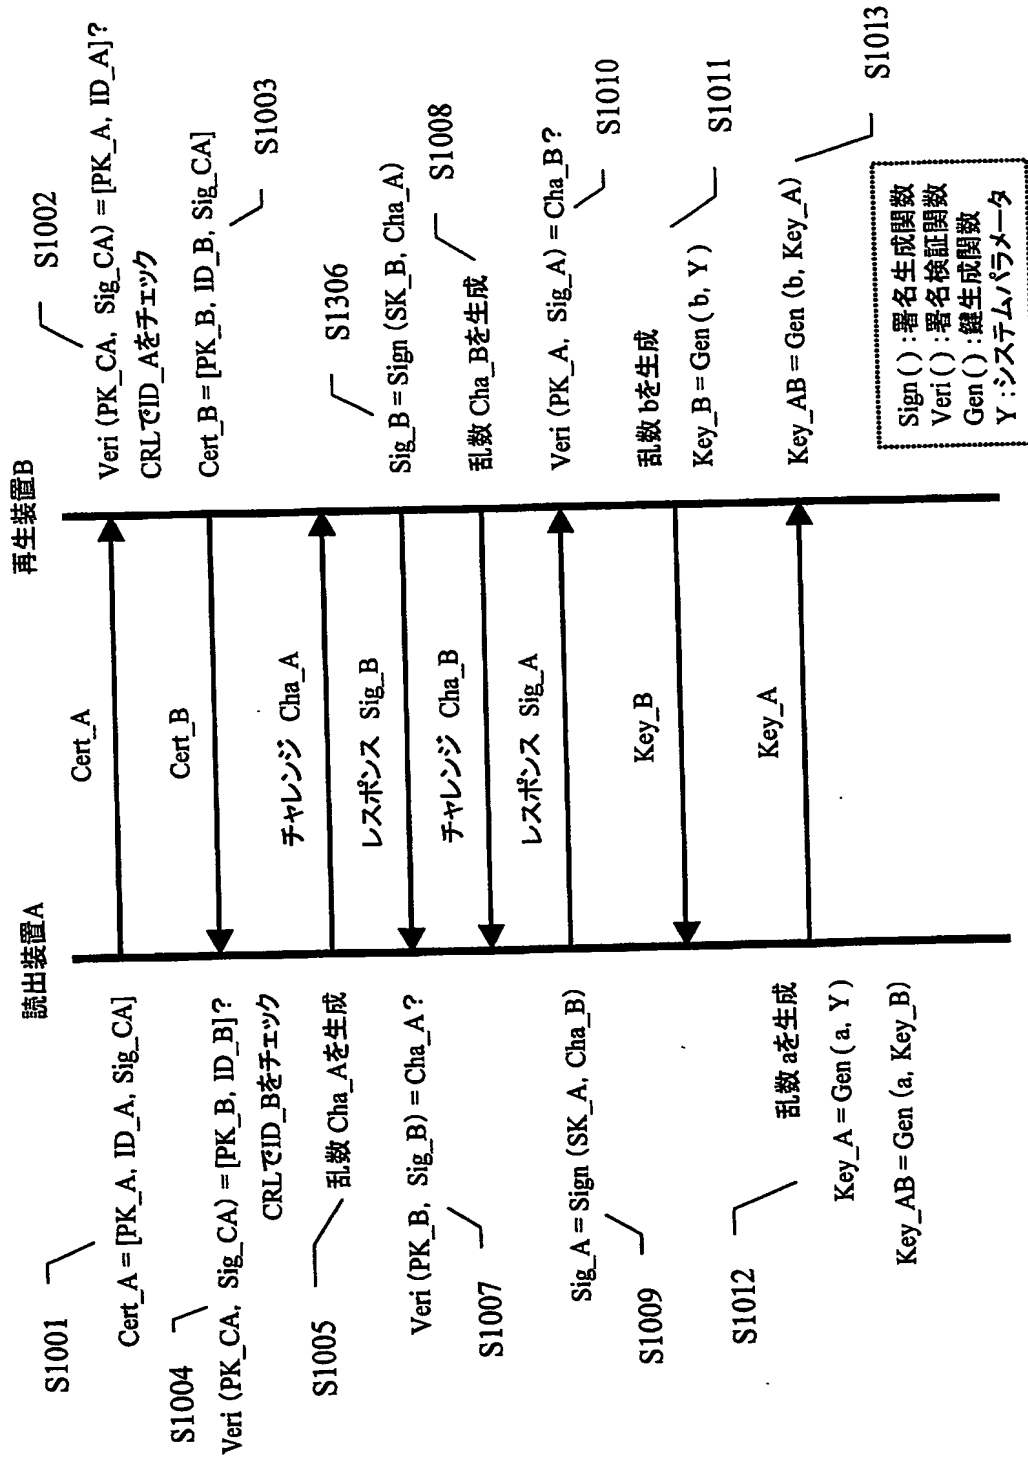 読出装置A
再生装置B
S1001
Cert_A = [PK_A, ID_A, Sig_CA]
Cert_A
S1002
Veri (PK_CA, Sig_CA) = [PK_A, ID_A]?
CRLでID_Aをチェック
Cert_B = [PK_B, ID_B, Sig_CA]
S1003
Cert_B
S1004
Veri (PK_CA, Sig_CA) = [PK_B, ID_B]?
CRLでID_Bをチェック
S1005
乱数 Cha_Aを生成
チャレンジ Cha_A
S1306
Sig_B = Sign (SK_B, Cha_A)
レスポンス Sig_B
Veri (PK_B, Sig_B) = Cha_A?
S1007
乱数 Cha_Bを生成
S1008
チャレンジ Cha_B
Sig_A = Sign (SK_A, Cha_B)
S1009
レスポンス Sig_A
Veri (PK_A, Sig_A) = Cha_B?
S1010
乱数 bを生成
Key_B = Gen ( b, Y )
S1011
Key_B
S1012
乱数 aを生成
Key_A = Gen ( a, Y )
Key_AB = Gen (a, Key_B)
Key_A
Key_AB = Gen (b, Key_A)
S1013
Sign ( ) : 署名生成関数
Veri ( ) : 署名検証関数
Gen ( ) : 鍵生成関数
Y : システムパラメータ